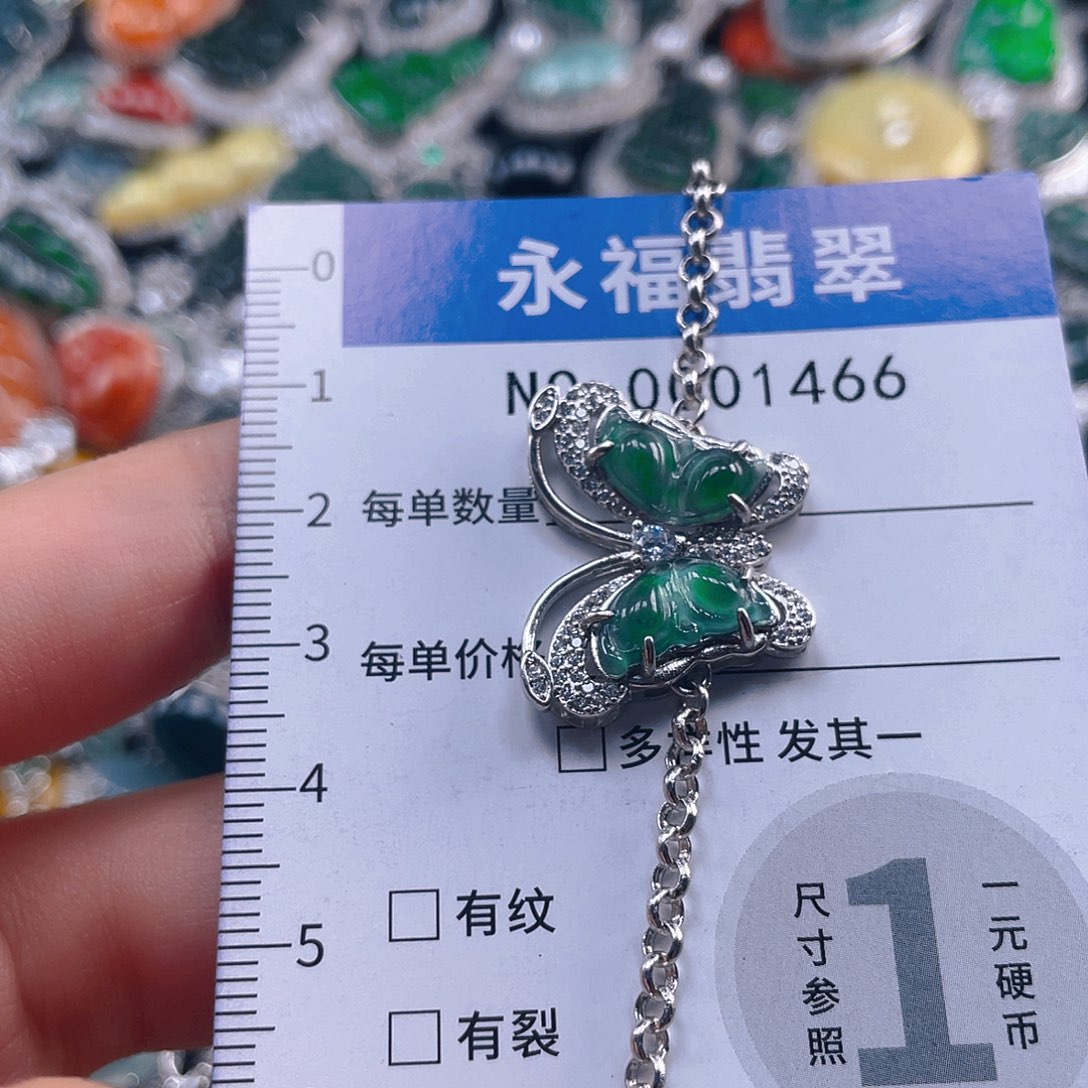 永福翡翠
0
NO 0001466
1
每单数量
2
每单价格
3
多样性 发其一
4
有纹
5
有裂
尺寸参照
1
一元硬币